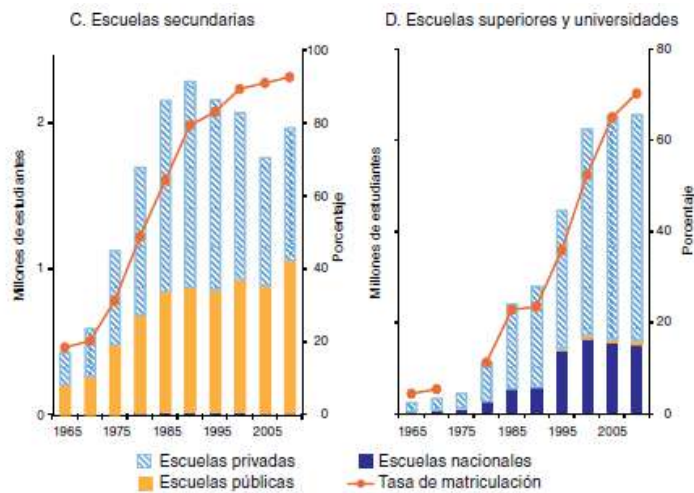 C. Escuelas secundarias
D. Escuelas superiores y universidades
Millones de estudiantes
2
1
0
Porcentaje
100
80
60
40
20
0
1965 1975 1985 1995 2005
Millones de estudiantes
Porcentaje
80
60
40
20
0
1965 1975 1985 1995 2005
Escuelas privadas
Escuelas nacionales
Escuelas públicas
Tasa de matriculación